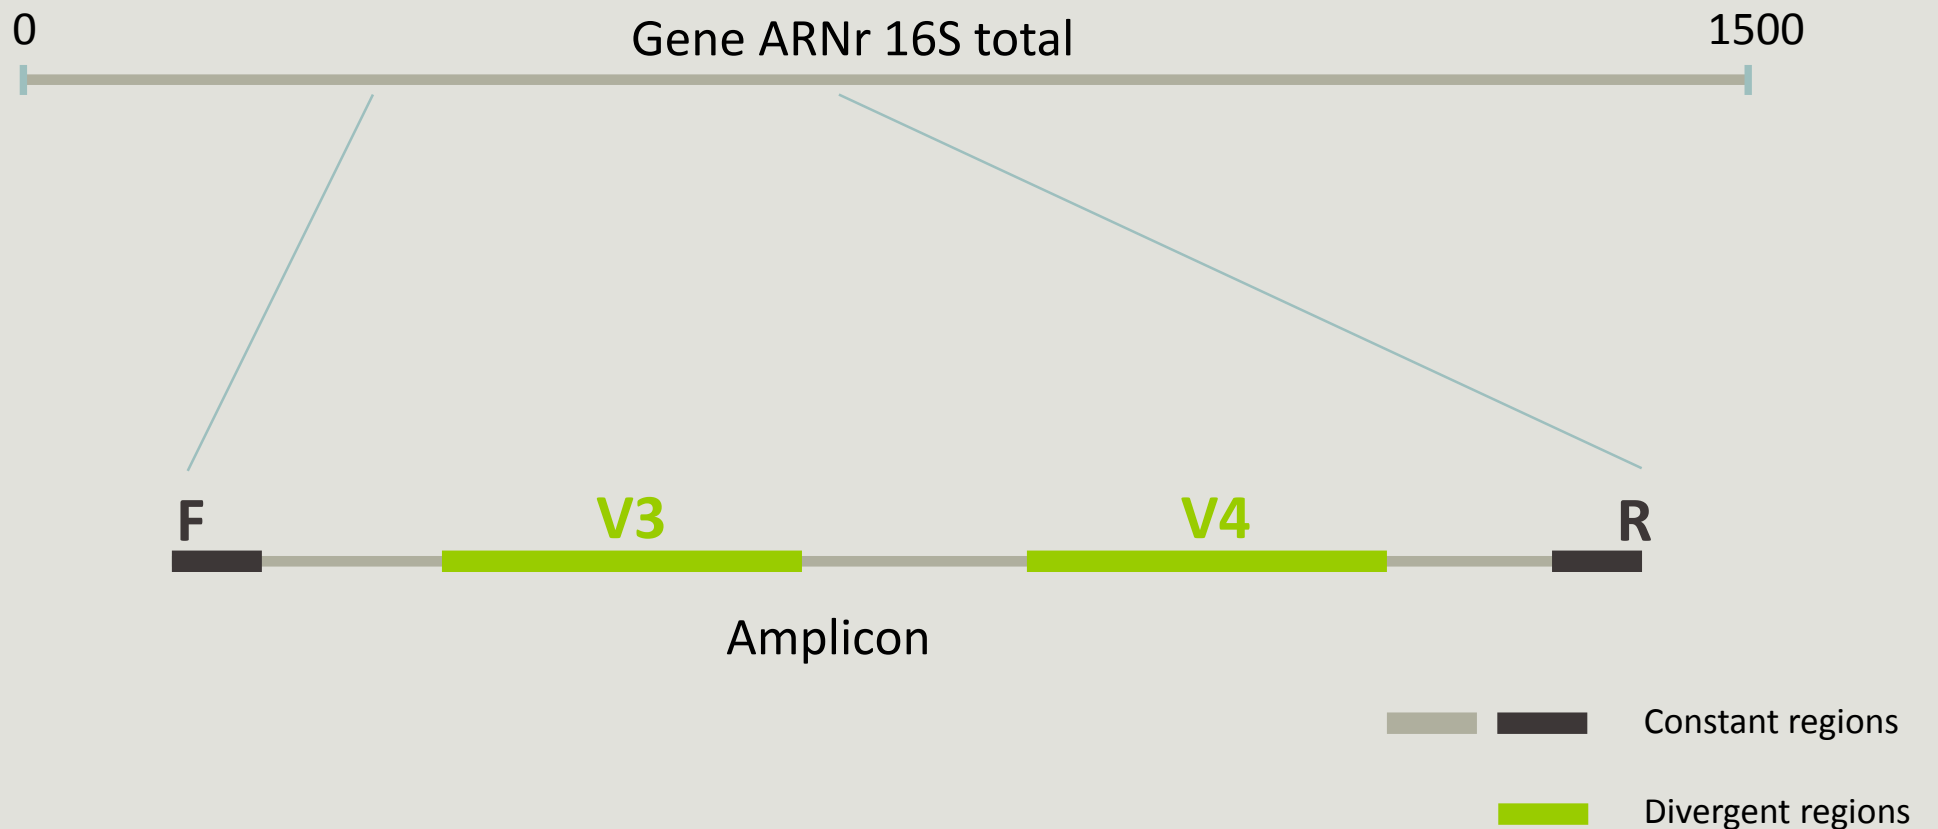 0
Gene ARNr 16S total
1500
F
V3
V4
R
Amplicon
Constant regions
Divergent regions